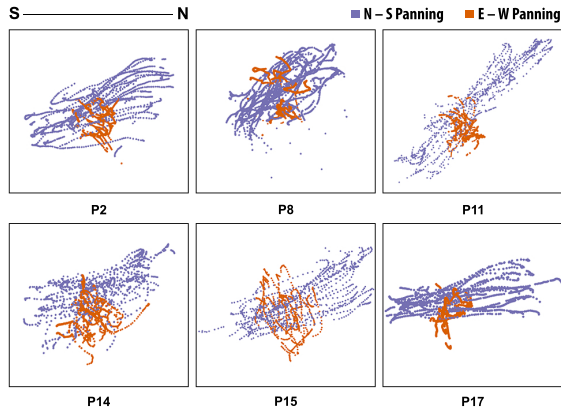 S N
N – S Panning E – W Panning
P2 P8 P11
P14 P15 P17